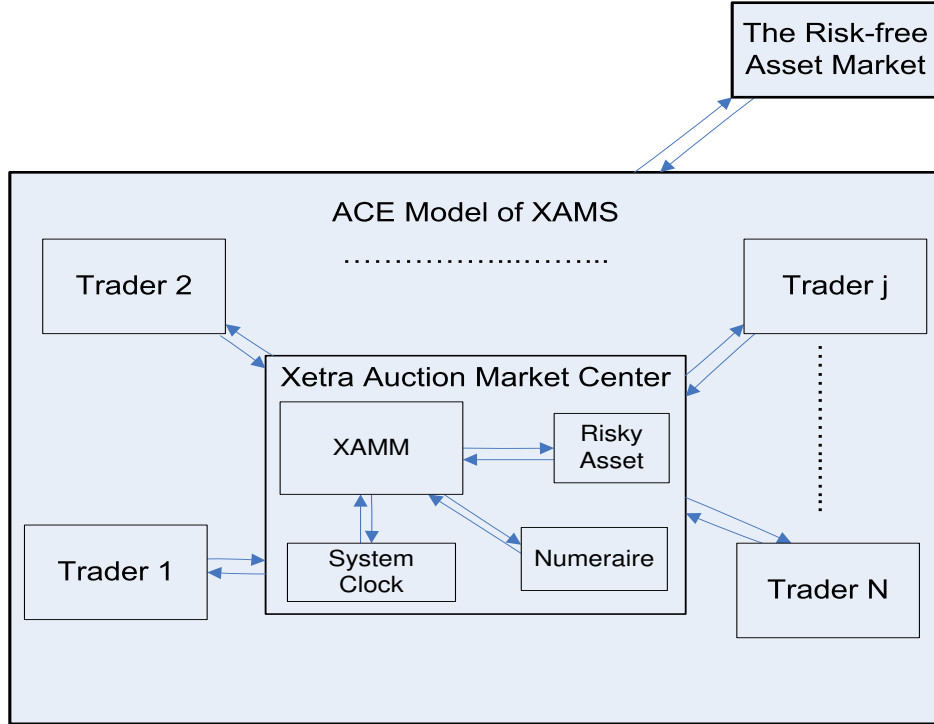 The Risk-free
Asset Market
ACE Model of XAMS
Trader 2
Trader j
Xetra Auction Market Center
XAMM
Risky
Asset
System
Clock
Numeraire
Trader 1
Trader N